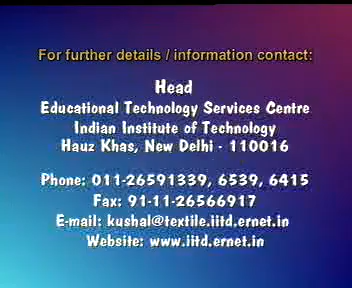 For further details / information contact:
Head
Educational Technology Services Centre
Indian Institute of Technology
Hauz Khas, New Delhi - 110016
Phone: 011-26591339, 6539, 6415
Fax: 91-11-26566917
E-mail: kushal@textile.iitd.ernet.in
Website: www.iitd.ernet.in